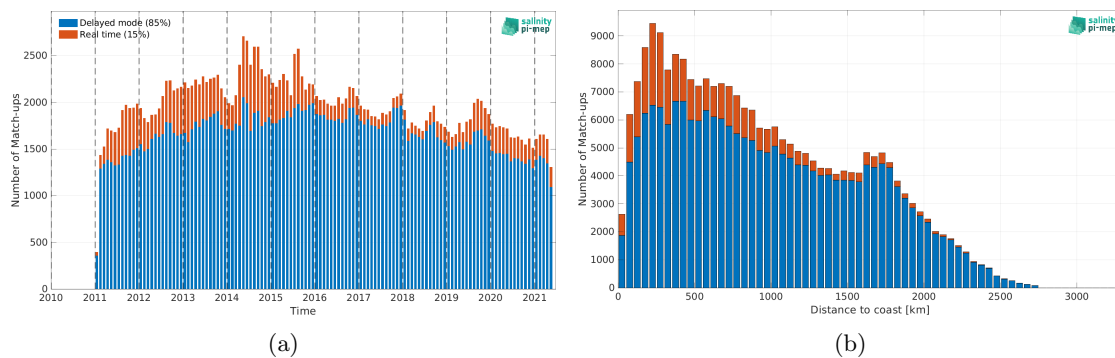 Delayed mode (85%)
Real time (15%)
salinity
pi-mep
Number of Match-ups
2500
2000
1500
1000
500
0
2010 2011 2012 2013 2014 2015 2016 2017 2018 2019 2020 2021
Time
(a)
salinity
pi-mep
Number of Match-ups
9000
8000
7000
6000
5000
4000
3000
2000
1000
0
0 500 1000 1500 2000 2500 3000
Distance to coast [km]
(b)